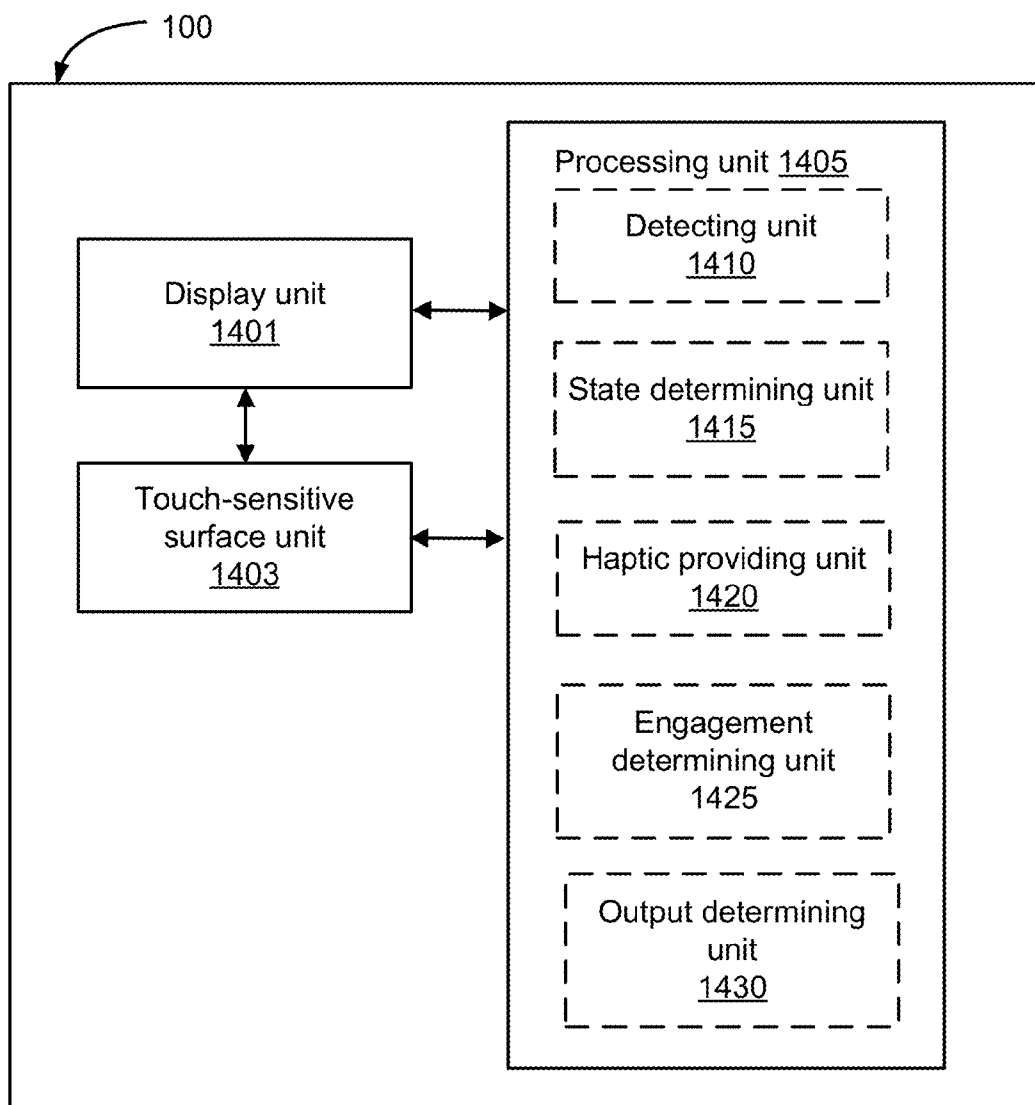 100
Processing unit 1405
Detecting unit
1410
Display unit
1401
State determining unit
1415
Touch-sensitive
surface unit
1403
Haptic providing unit
1420
Engagement
determining unit
1425
Output determining
unit
1430